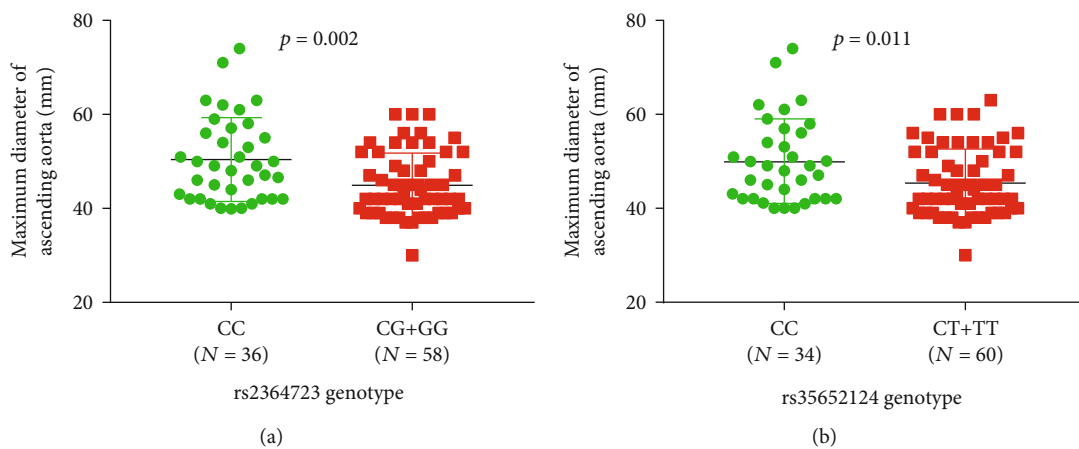 Maximum diameter of
ascending aorta (mm)
80
60
40
20
p = 0.002
CC
(N = 36)
CG+GG
(N = 58)
rs2364723 genotype
(a)
Maximum diameter of
ascending aorta (mm)
80
60
40
20
p = 0.011
CC
(N = 34)
CT+TT
(N = 60)
rs35652124 genotype
(b)